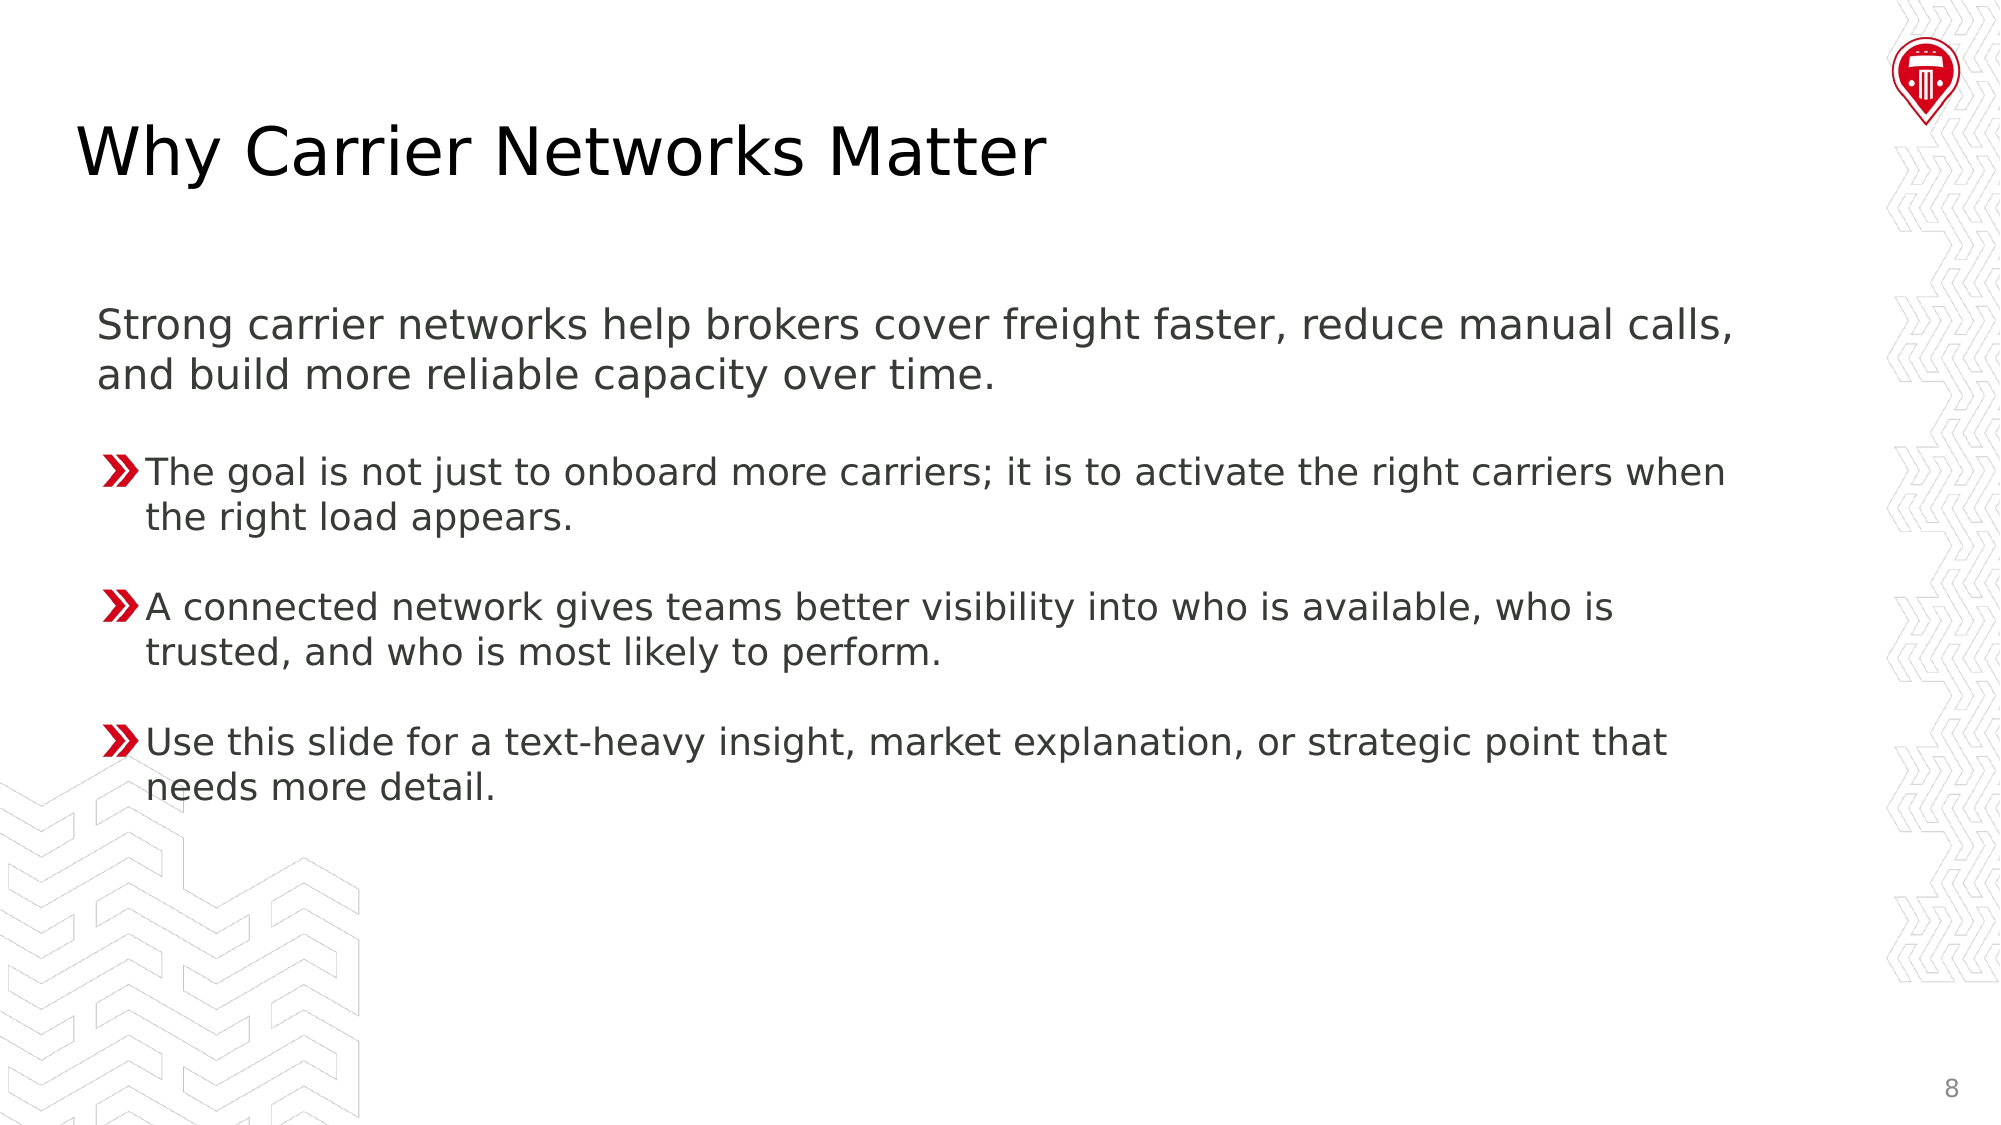 Why Carrier Networks Matter
Strong carrier networks help brokers cover freight faster, reduce manual calls,
and build more reliable capacity over time.
The goal is not just to onboard more carriers; it is to activate the right carriers when
the right load appears.
A connected network gives teams better visibility into who is available, who is
trusted, and who is most likely to perform.
Use this slide for a text-heavy insight, market explanation, or strategic point that
needs more detail.
8